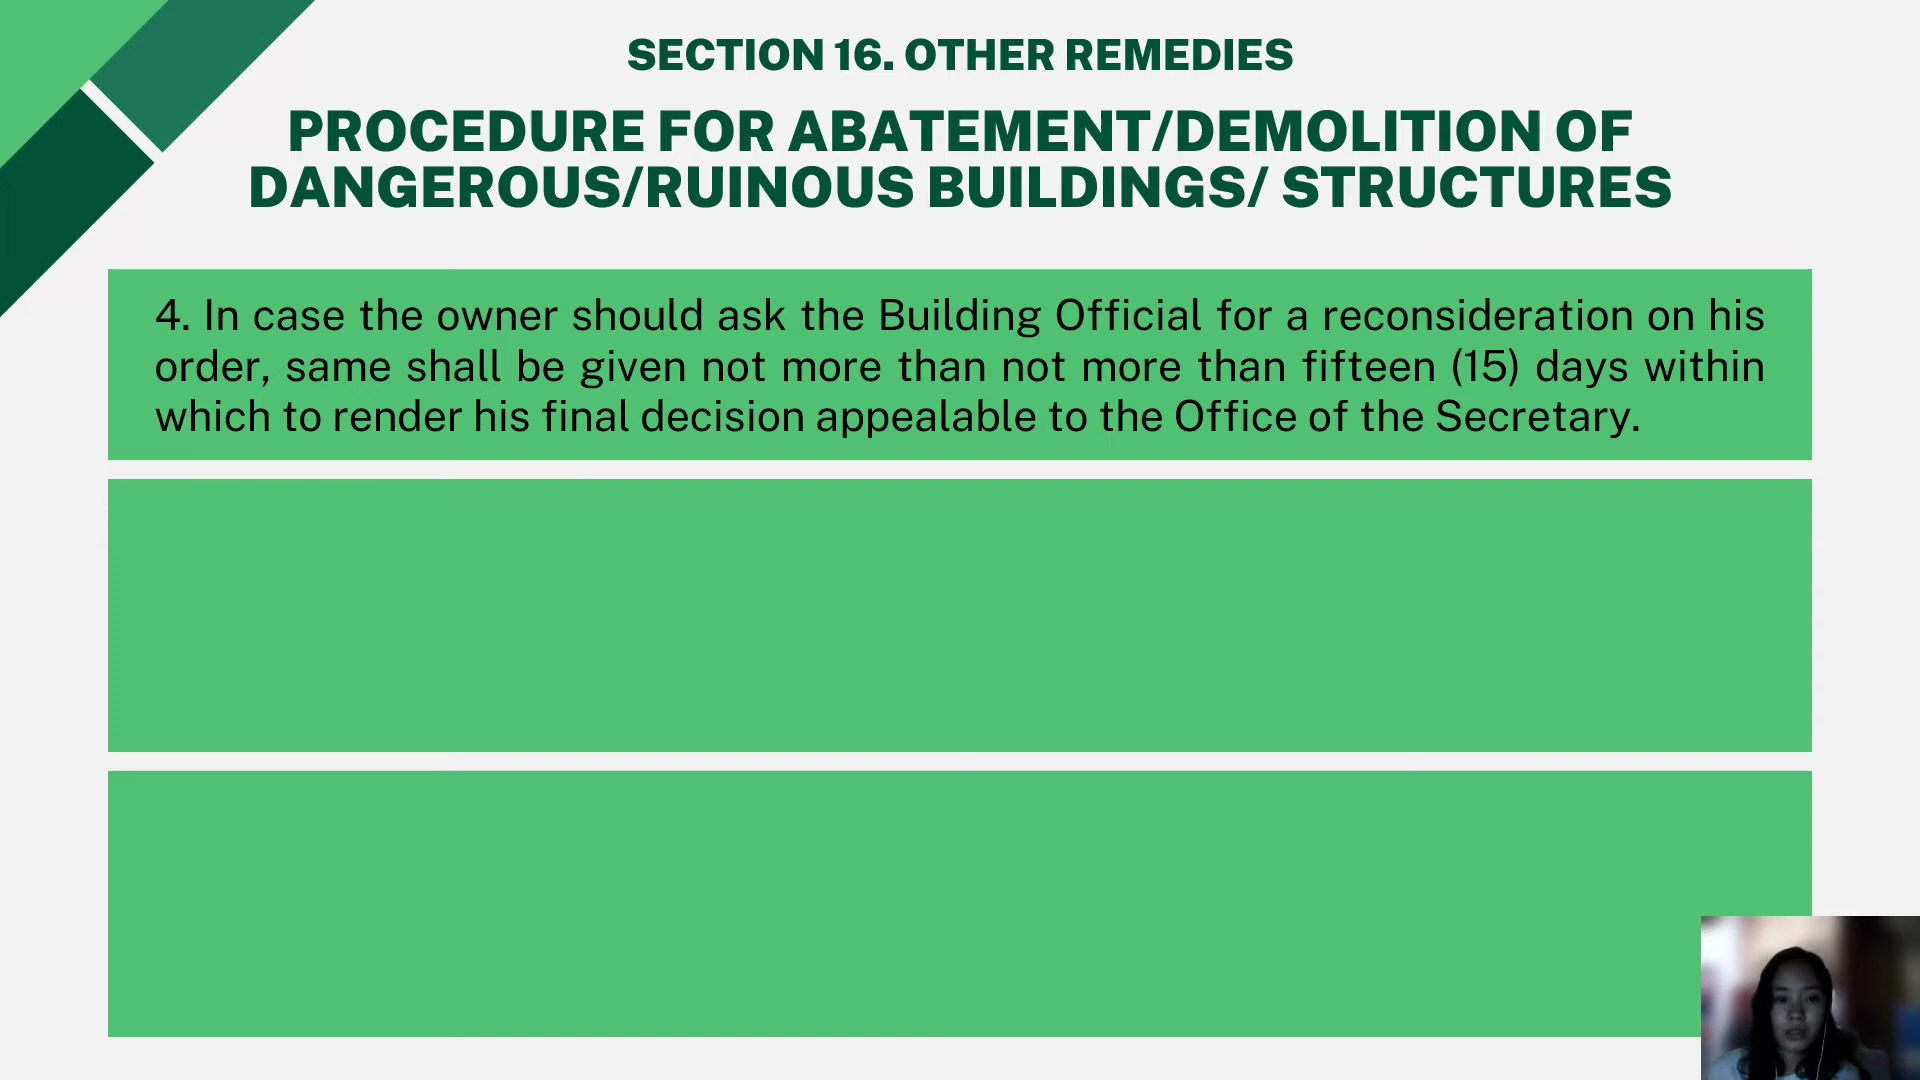 SECTION 16. OTHER REMEDIES
PROCEDURE FOR ABATEMENT/DEMOLITION OF
DANGEROUS/RUINOUS BUILDINGS/ STRUCTURES
4. In case the owner should ask the Building Official for a reconsideration on his
order, same shall be given not more than not more than fifteen (15) days within
which to render his final decision appealable to the Office of the Secretary.